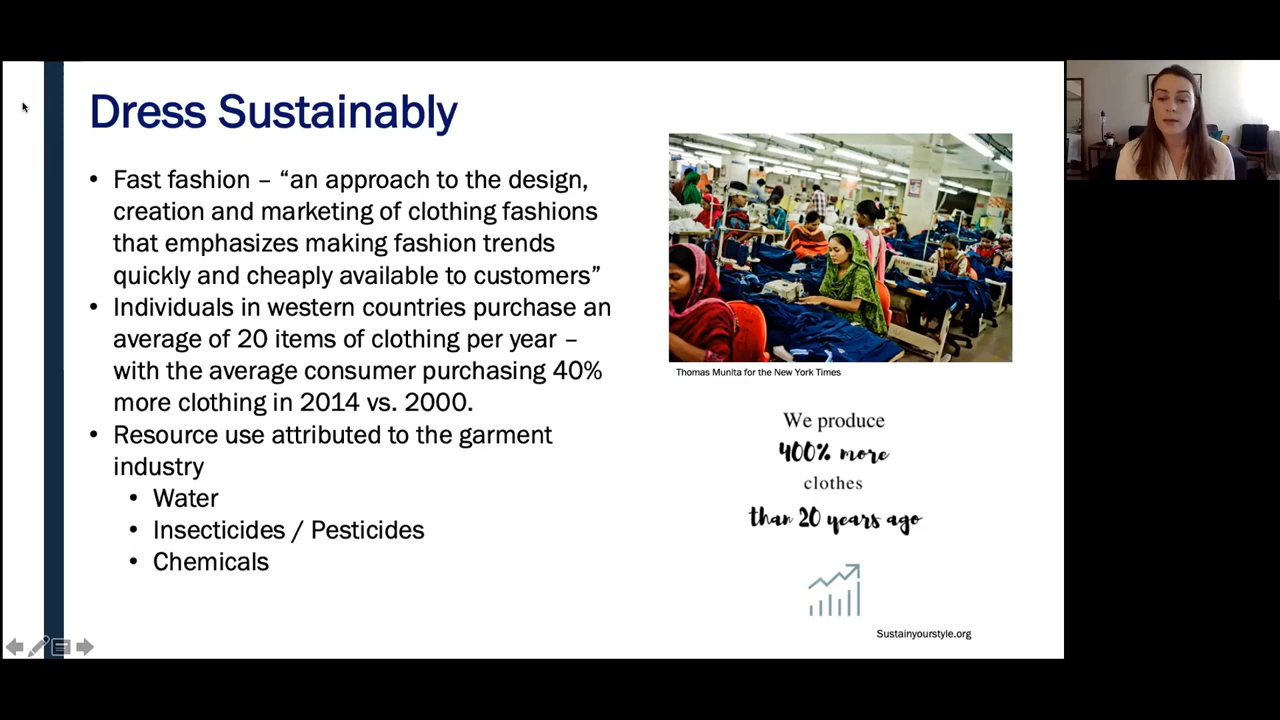 Dress Sustainably
• Fast fashion – “an approach to the design,
creation and marketing of clothing fashions
that emphasizes making fashion trends
quickly and cheaply available to customers”
• Individuals in western countries purchase an
average of 20 items of clothing per year –
with the average consumer purchasing 40%
more clothing in 2014 vs. 2000.
• Resource use attributed to the garment
industry
• Water
• Insecticides / Pesticides
• Chemicals
Thomas Munita for the New York Times
We produce
400% more
clothes
than 20 years ago
Sustainyourstyle.org